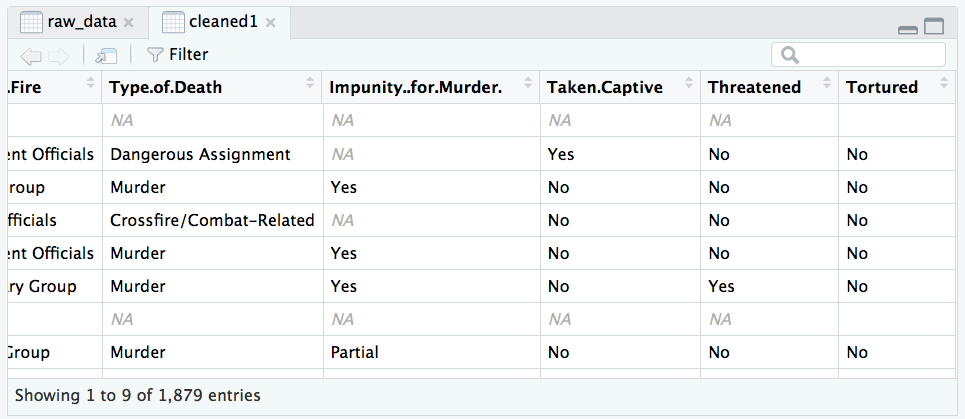 raw_data cleaned1
Filter
.Fire Type.of.Death Impunity..for.Murder. Taken.Captive Threatened Tortured
NA NA NA NA
ent Officials Dangerous Assignment NA Yes No No
Group Murder Yes No No No
fficials Crossfire/Combat-Related NA No No No
ent Officials Murder Yes No No No
ary Group Murder Yes No Yes No
NA NA NA NA
Group Murder Partial No No No
Showing 1 to 9 of 1,879 entries